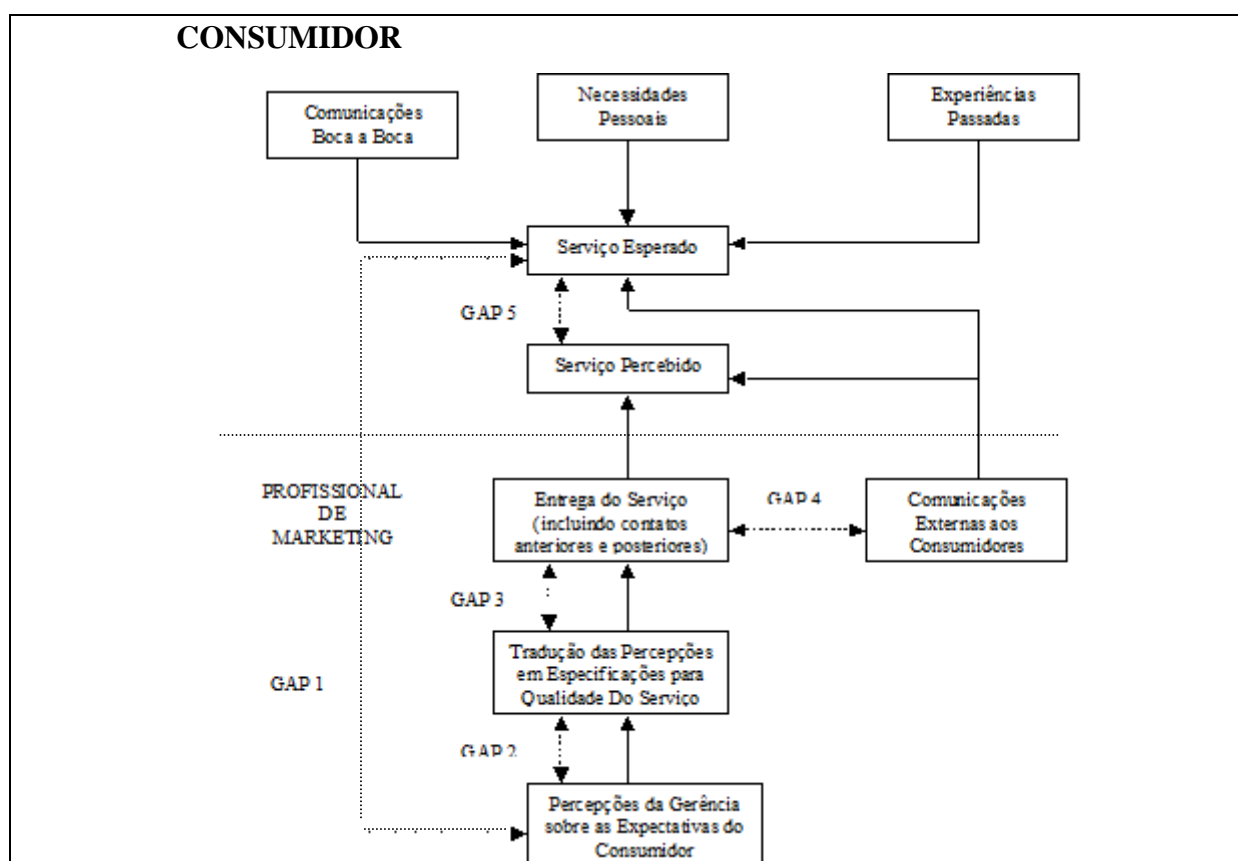 CONSUMIDOR
Comunicações
Boca a Boca
Necessidades
Pessoais
Experiências
Passadas
Serviço Esperado
GAP 5
Serviço Percebido
PROFISSIONAL
DE
MARKETING
Entrega do Serviço
(incluindo contatos
anteriores e posteriores)
GAP 4
Comunicações
Externas aos
Consumidores
GAP 3
Tradução das Percepções
em Especificações para
Qualidade Do Serviço
GAP 1
GAP 2
Percepções da Gerência
sobre as Expectativas do
Consumidor